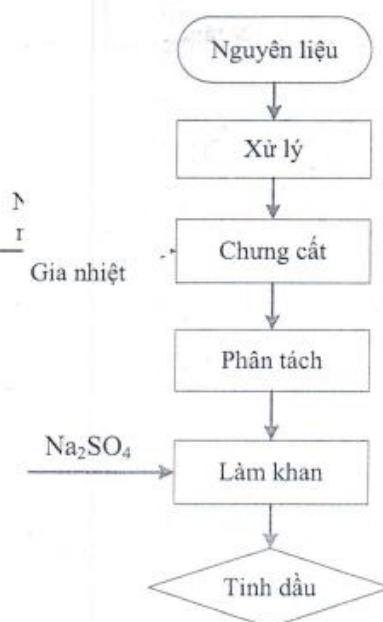 Nguyên liệu
Xử lý
Chưng cất
Gia nhiệt
Phân tách
Na₂SO₄
Làm khan
Tinh dầu